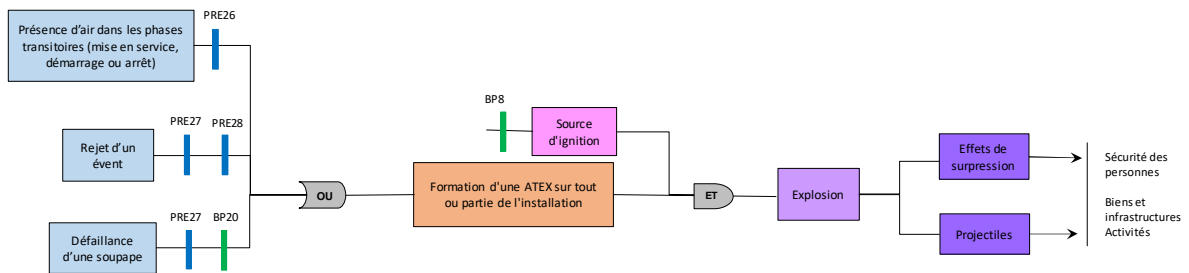 PRE26
Présence d'air dans les phases
transitoires (mise en service,
démarrage ou arrêt)
PRE27
PRE28
Rejet d'un
évent
PRE27
BP20
Défaillance
d'une soupape
OU
BP8
Source
d'ignition
Formation d'une ATEX sur tout
ou partie de l'installation
ET
Explosion
Effets de
surpression
Projectiles
Sécurité des
personnes
Biens et
infrastructures
Activités